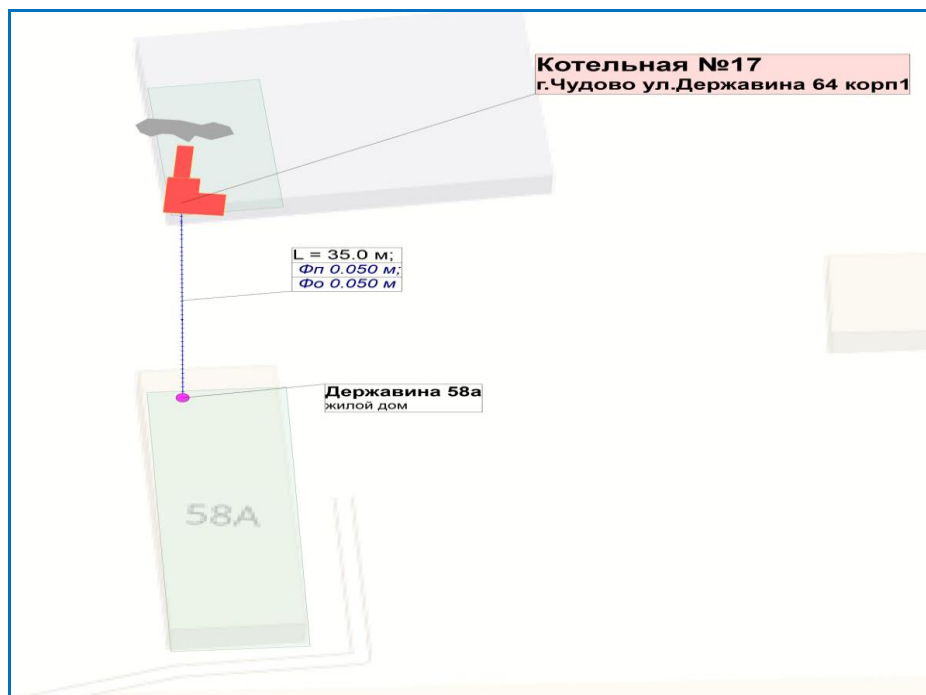 Котельная №17
г.Чудово ул.Державина 64 корп1
L = 35.0 м;
Фп 0.050 м;
Фо 0.050 м
Державина 58а
жилой дом
58А